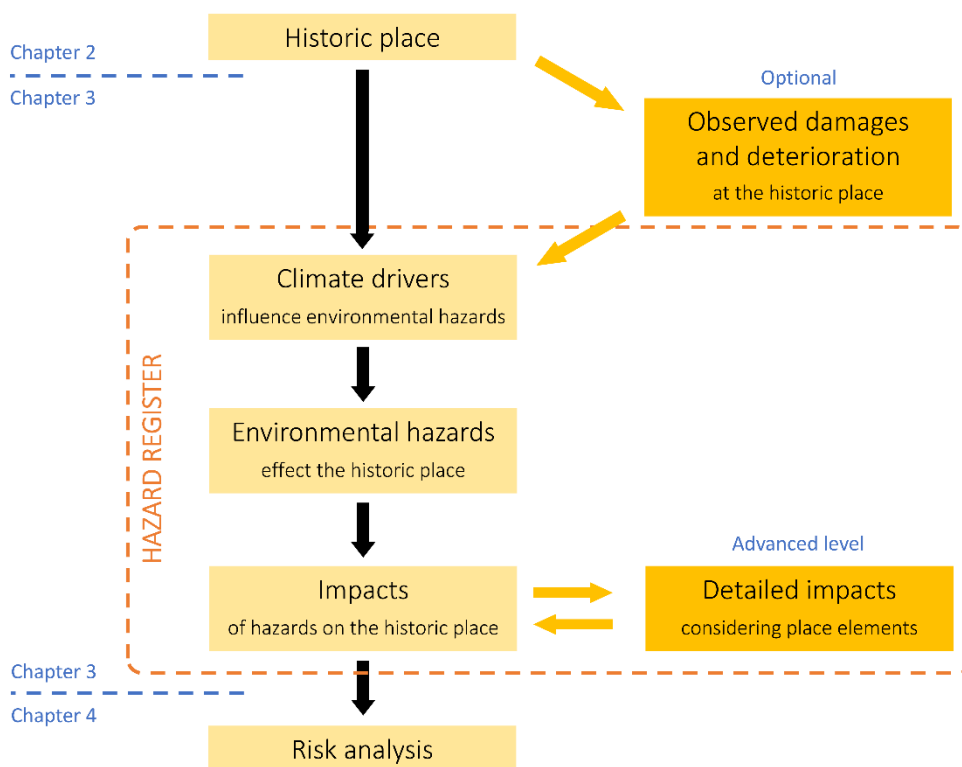 Historic place
Chapter 2
Chapter 3
Optional
Observed damages
and deterioration
at the historic place
Climate drivers
influence environmental hazards
HAZARD REGISTER
Environmental hazards
effect the historic place
Advanced level
Impacts
of hazards on the historic place
Detailed impacts
considering place elements
Chapter 3
Chapter 4
Risk analysis